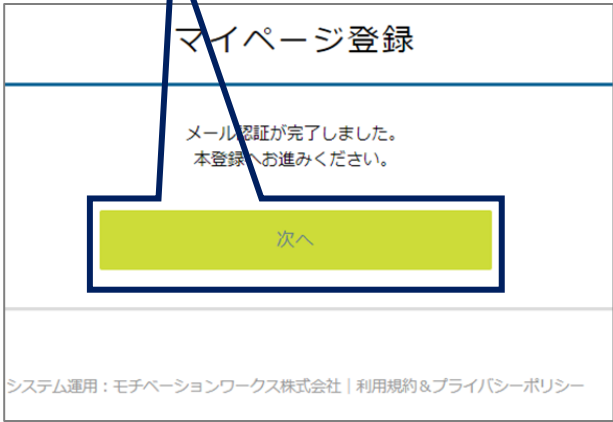 マイページ登録
メール認証が完了しました。
本登録へお進みください。
次へ
システム運用：モチベーションワークス株式会社｜利用規約&プライバシーポリシー